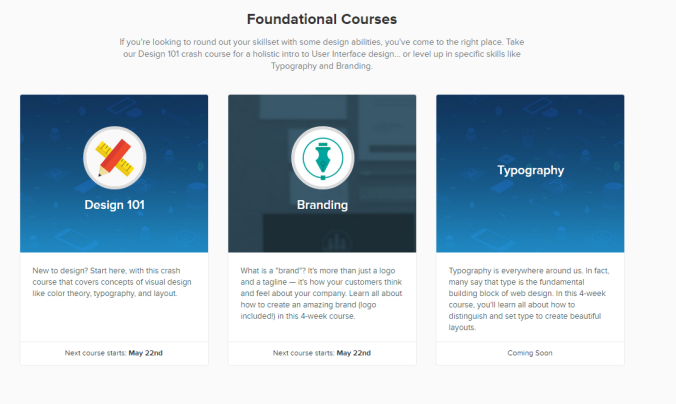 Foundational Courses
If you're looking to round out your skillset with some design abilities, you've come to the right place. Take
our Design 101 crash course for a holistic intro to User Interface design... or level up in specific skills like
Typography and Branding.
Design 101
New to design? Start here, with this crash
course that covers concepts of visual design
like color theory, typography, and layout.
Next course starts: May 22nd
Branding
What is a "brand"? It's more than just a logo
and a tagline — it's how your customers think
and feel about your company. Learn all about
how to create an amazing brand (logo
included!) in this 4-week course.
Next course starts: May 22nd
Typography
Typography is everywhere around us. In fact,
many say that type is the fundamental
building block of web design. In this 4-week
course, you'll learn all about how to
distinguish and set type to create beautiful
layouts.
Coming Soon